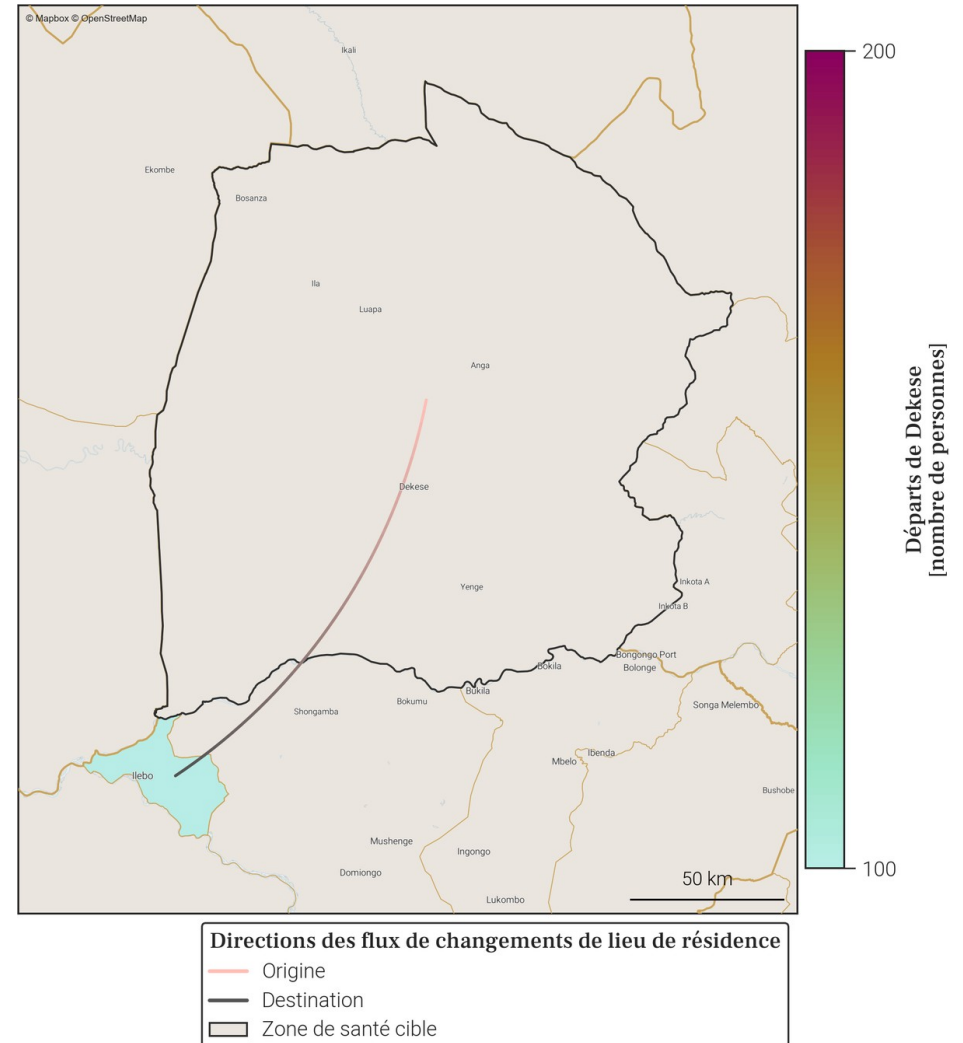 © Mapbox © OpenStreetMap
Ikali
Ekombe
Bosanza
Ila
Luapa
Anga
Dekese
Yenge
Inkota A
Inkota B
Bongongo Port
Bolonge
Bokila
Bukila
Bokumu
Shongamba
Songa Melembo
Ibenda
Mbelo
Ilebo
Bushobe
Mushenge
Ingongo
Domiongo
Lukombo
50 km
200
100
Départs de Dekese
[nombre de personnes]
Directions des flux de changements de lieu de résidence
Origine
Destination
Zone de santé cible